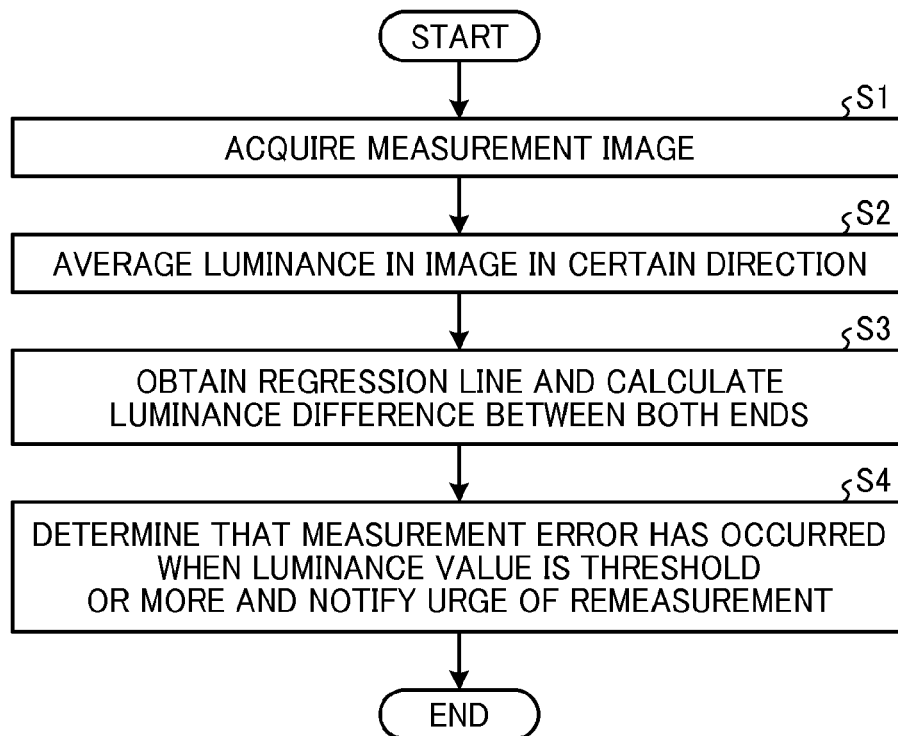 START
S1
ACQUIRE MEASUREMENT IMAGE
S2
AVERAGE LUMINANCE IN IMAGE IN CERTAIN DIRECTION
S3
OBTAIN REGRESSION LINE AND CALCULATE
LUMINANCE DIFFERENCE BETWEEN BOTH ENDS
S4
DETERMINE THAT MEASUREMENT ERROR HAS OCCURRED
WHEN LUMINANCE VALUE IS THRESHOLD
OR MORE AND NOTIFY URGE OF REMEASUREMENT
END